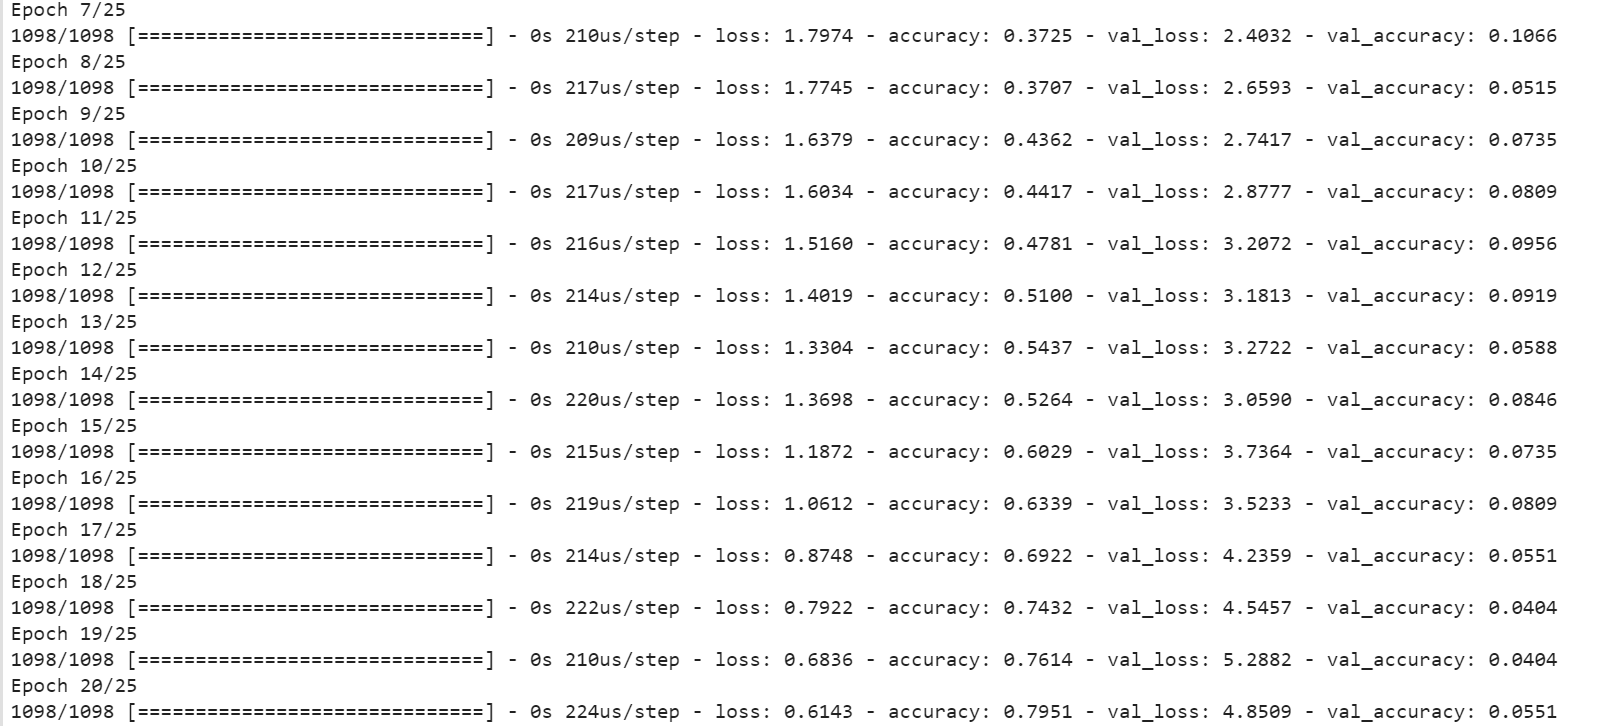 Epoch 7/25
1098/1098 [==============================] - 0s 210us/step - loss: 1.7974 - accuracy: 0.3725 - val_loss: 2.4032 - val_accuracy: 0.1066
Epoch 8/25
1098/1098 [==============================] - 0s 217us/step - loss: 1.7745 - accuracy: 0.3707 - val_loss: 2.6593 - val_accuracy: 0.0515
Epoch 9/25
1098/1098 [==============================] - 0s 209us/step - loss: 1.6379 - accuracy: 0.4362 - val_loss: 2.7417 - val_accuracy: 0.0735
Epoch 10/25
1098/1098 [==============================] - 0s 217us/step - loss: 1.6034 - accuracy: 0.4417 - val_loss: 2.8777 - val_accuracy: 0.0809
Epoch 11/25
1098/1098 [==============================] - 0s 216us/step - loss: 1.5160 - accuracy: 0.4781 - val_loss: 3.2072 - val_accuracy: 0.0956
Epoch 12/25
1098/1098 [==============================] - 0s 214us/step - loss: 1.4019 - accuracy: 0.5100 - val_loss: 3.1813 - val_accuracy: 0.0919
Epoch 13/25
1098/1098 [==============================] - 0s 210us/step - loss: 1.3304 - accuracy: 0.5437 - val_loss: 3.2722 - val_accuracy: 0.0588
Epoch 14/25
1098/1098 [==============================] - 0s 220us/step - loss: 1.3698 - accuracy: 0.5264 - val_loss: 3.0590 - val_accuracy: 0.0846
Epoch 15/25
1098/1098 [==============================] - 0s 215us/step - loss: 1.1872 - accuracy: 0.6029 - val_loss: 3.7364 - val_accuracy: 0.0735
Epoch 16/25
1098/1098 [==============================] - 0s 219us/step - loss: 1.0612 - accuracy: 0.6339 - val_loss: 3.5233 - val_accuracy: 0.0809
Epoch 17/25
1098/1098 [==============================] - 0s 214us/step - loss: 0.8748 - accuracy: 0.6922 - val_loss: 4.2359 - val_accuracy: 0.0551
Epoch 18/25
1098/1098 [==============================] - 0s 222us/step - loss: 0.7922 - accuracy: 0.7432 - val_loss: 4.5457 - val_accuracy: 0.0404
Epoch 19/25
1098/1098 [==============================] - 0s 210us/step - loss: 0.6836 - accuracy: 0.7614 - val_loss: 5.2882 - val_accuracy: 0.0404
Epoch 20/25
1098/1098 [==============================] - 0s 224us/step - loss: 0.6143 - accuracy: 0.7951 - val_loss: 4.8509 - val_accuracy: 0.0551